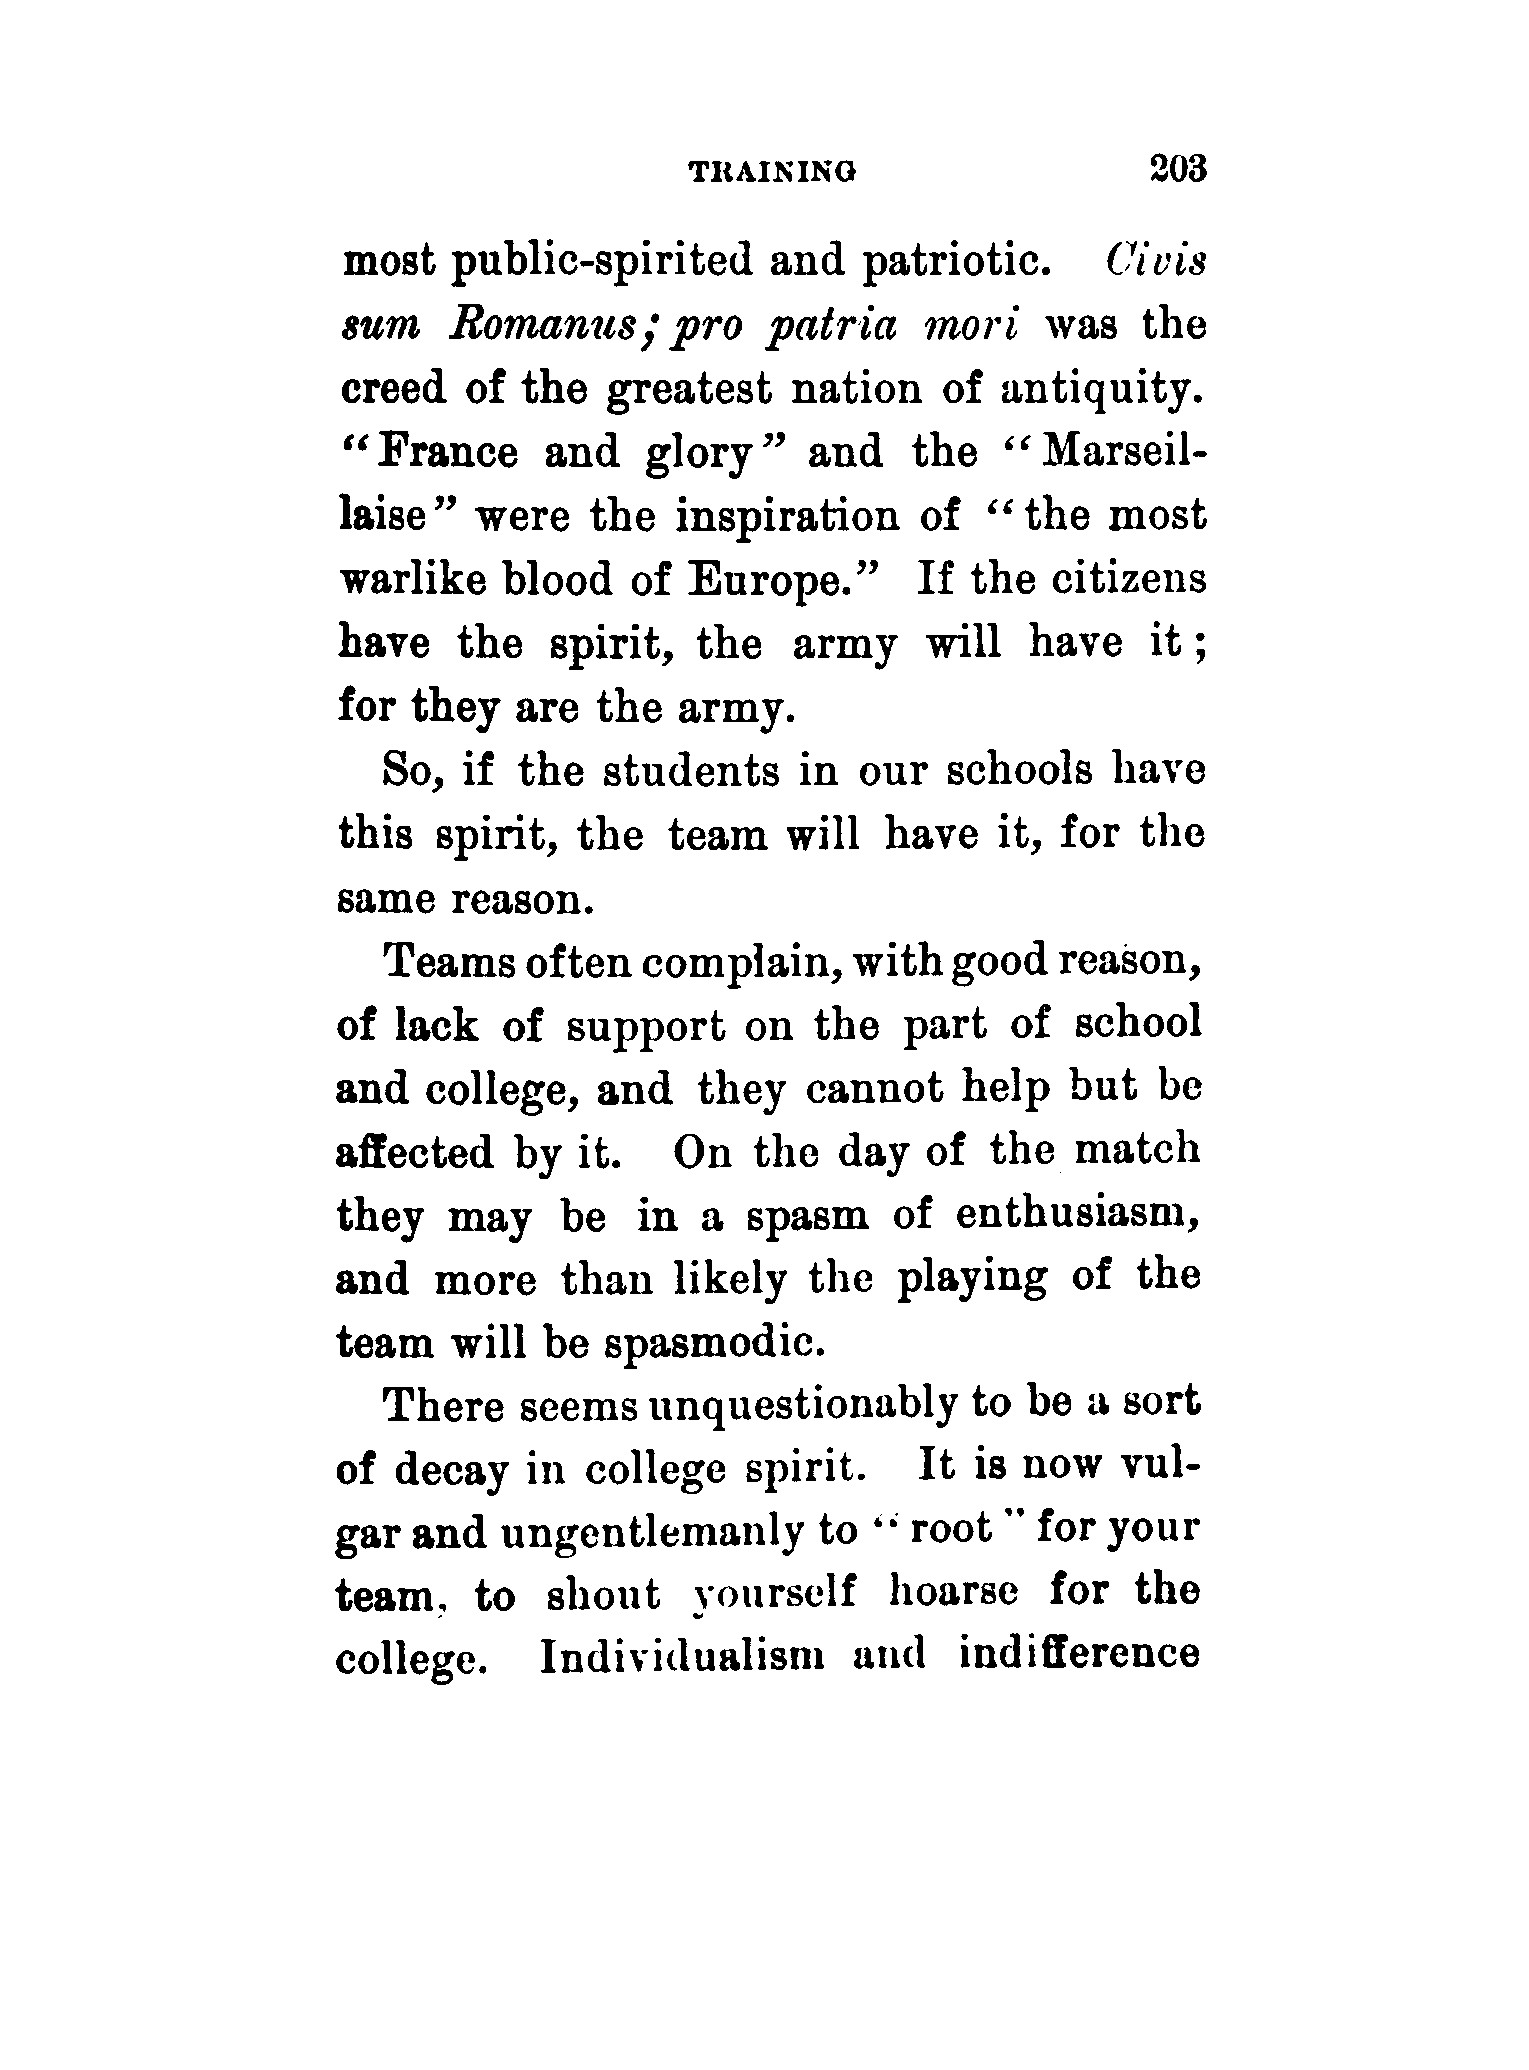 TRAINING 203
most public-spirited and patriotic. Civis
sum Romanus; pro patria mori was the
creed of the greatest nation of antiquity.
“France and glory” and the “Marseil-
laise” were the inspiration of “the most
warlike blood of Europe.” If the citizens
have the spirit, the army will have it;
for they are the army.
So, if the students in our schools have
this spirit, the team will have it, for the
same reason.
Teams often complain, with good reason,
of lack of support on the part of school
and college, and they cannot help but be
affected by it. On the day of the match
they may be in a spasm of enthusiasm,
and more than likely the playing of the
team will be spasmodic.
There seems unquestionably to be a sort
of decay in college spirit. It is now vul-
gar and ungentlemanly to “root” for your
team, to shout yourself hoarse for the
college. Individualism and indifference